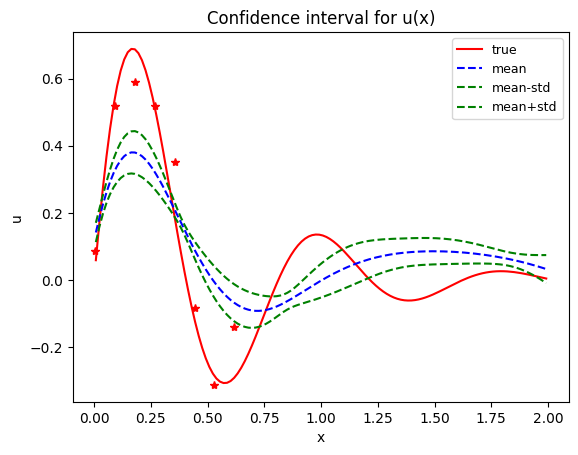 Confidence interval for u(x)
true
mean
mean-std
mean+std
u
0.6
0.4
0.2
0.0
−0.2
0.00 0.25 0.50 0.75 1.00 1.25 1.50 1.75 2.00
x